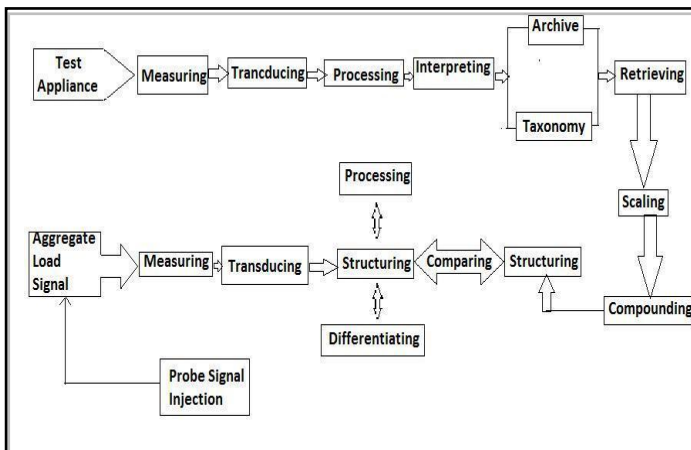 Archive
Test
Appliance
Measuring
Trancducing
Processing
Interpreting
Retrieving
Taxonomy
Processing
Scaling
Aggregate
Load
Signal
Measuring
Transducing
Structuring
Comparing
Structuring
Compounding
Differentiating
Probe Signal
Injection